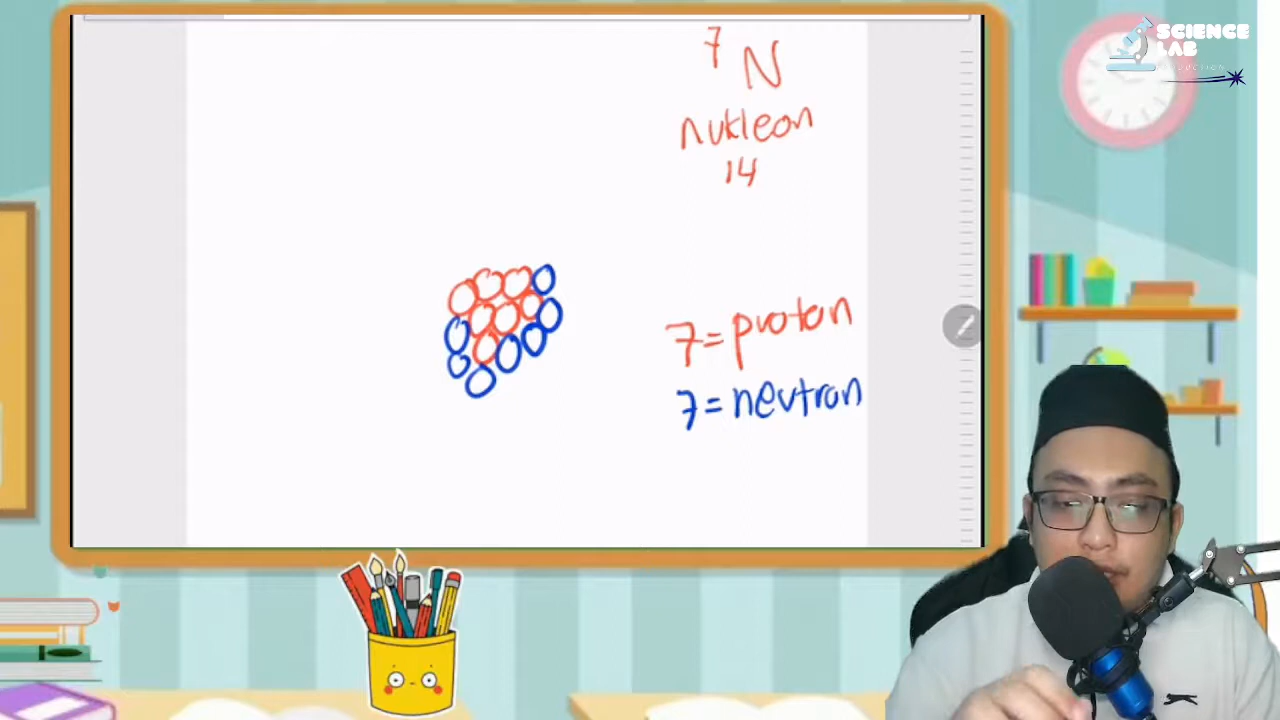 7 N
nukleon
14
7 = proton
7 = neutron
SCIENCE
LAB